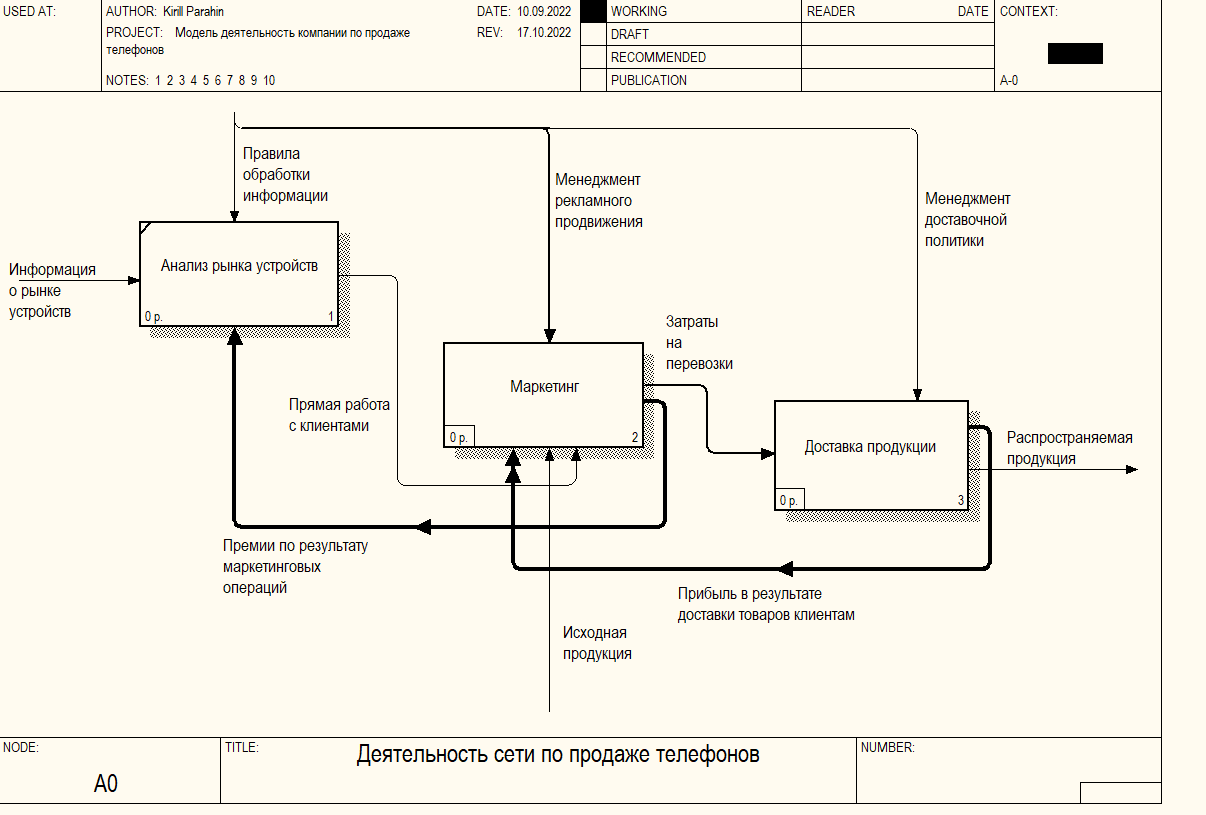 USED AT:
AUTHOR: Kirill Parahin
DATE: 10.09.2022
PROJECT: Модель деятельность компании по продаже
телефонов
REV: 17.10.2022
NOTES: 1 2 3 4 5 6 7 8 9 10
WORKING
DRAFT
RECOMMENDED
PUBLICATION
READER
DATE
CONTEXT:
A-0
Правила
обработки
информации
Менеджмент
рекламного
продвижения
Менеджмент
доставочной
политики
Информация
о рынке
устройств
Анализ рынка устройств
0 р.
1
Затраты
на
перевозки
Маркетинг
0 р.
2
Прямая работа
с клиентами
Доставка продукции
0 р.
3
Распространяемая
продукция
Премии по результату
маркетинговых
операций
Прибыль в результате
доставки товаров клиентам
Исходная
продукция
NODE:
A0
TITLE:
Деятельность сети по продаже телефонов
NUMBER: